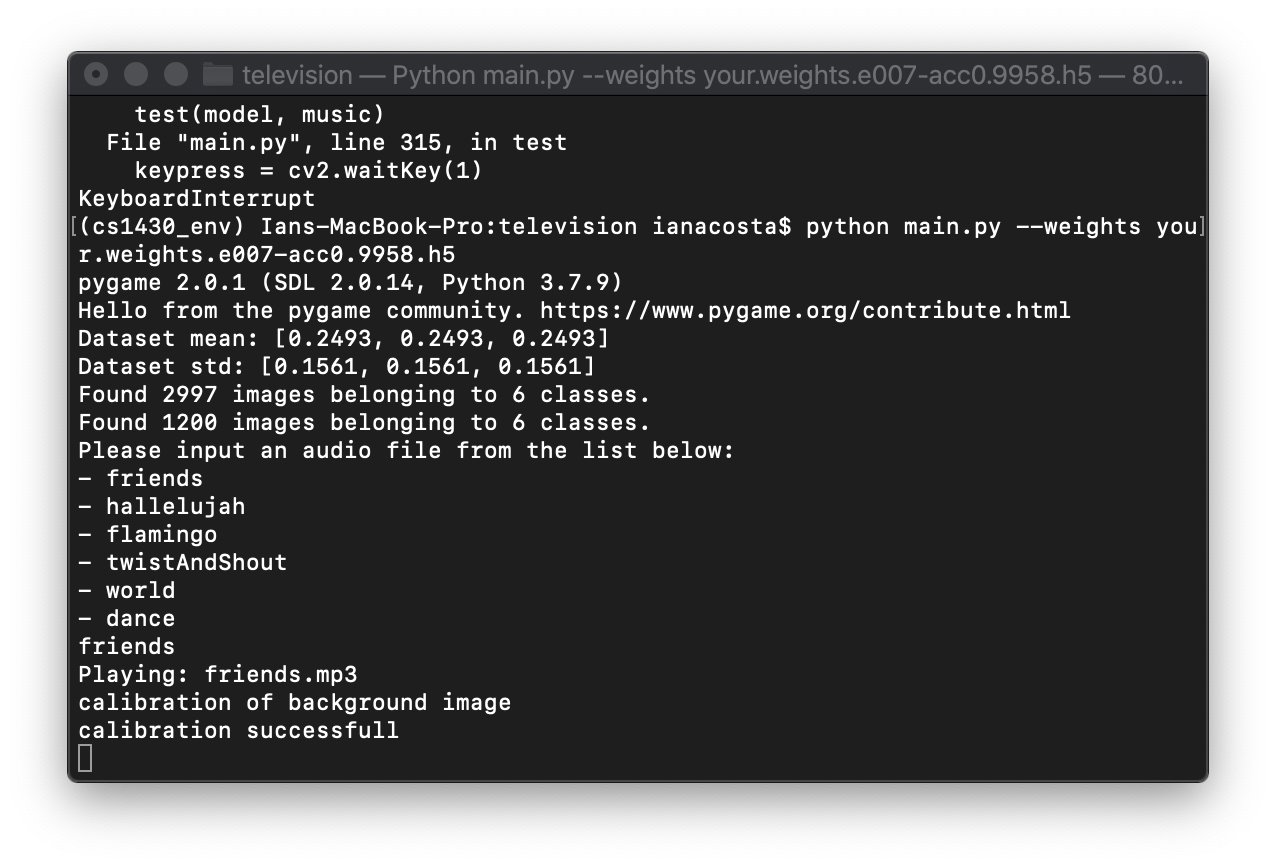 television — Python main.py --weights your.weights.e007-acc0.9958.h5 — 80...
test(model, music)
File "main.py", line 315, in test
keypress = cv2.waitKey(1)
KeyboardInterrupt
[(cs1430_env) Ians-MacBook-Pro:television ianacosta$ python main.py --weights you]
r.weights.e007-acc0.9958.h5
pygame 2.0.1 (SDL 2.0.14, Python 3.7.9)
Hello from the pygame community. https://www.pygame.org/contribute.html
Dataset mean: [0.2493, 0.2493, 0.2493]
Dataset std: [0.1561, 0.1561, 0.1561]
Found 2997 images belonging to 6 classes.
Found 1200 images belonging to 6 classes.
Please input an audio file from the list below:
- friends
- hallelujah
- flamingo
- twistAndShout
- world
- dance
friends
Playing: friends.mp3
calibration of background image
calibration successfull